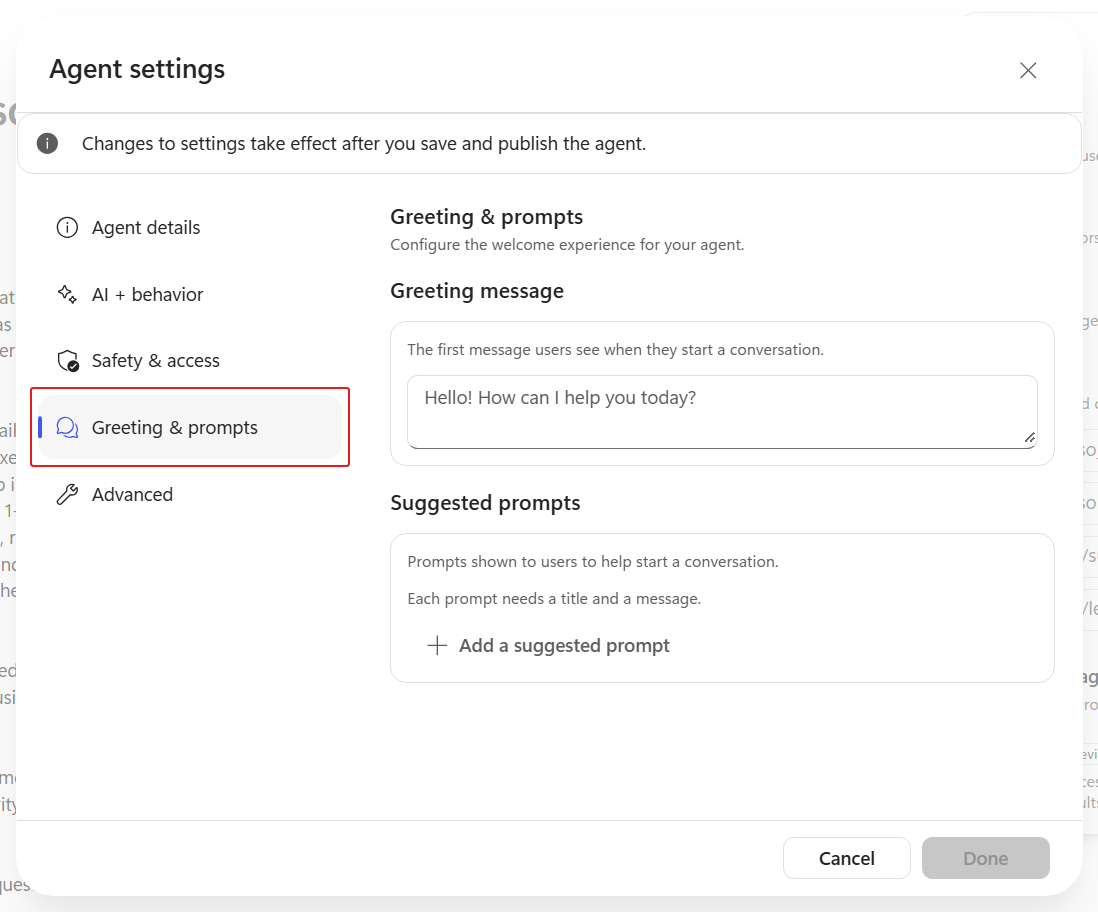 Agent settings
Changes to settings take effect after you save and publish the agent.
Agent details
AI + behavior
Safety & access
Greeting & prompts
Advanced
Greeting & prompts
Configure the welcome experience for your agent.
Greeting message
The first message users see when they start a conversation.
Hello! How can I help you today?
Suggested prompts
Prompts shown to users to help start a conversation.
Each prompt needs a title and a message.
Add a suggested prompt
Cancel
Done